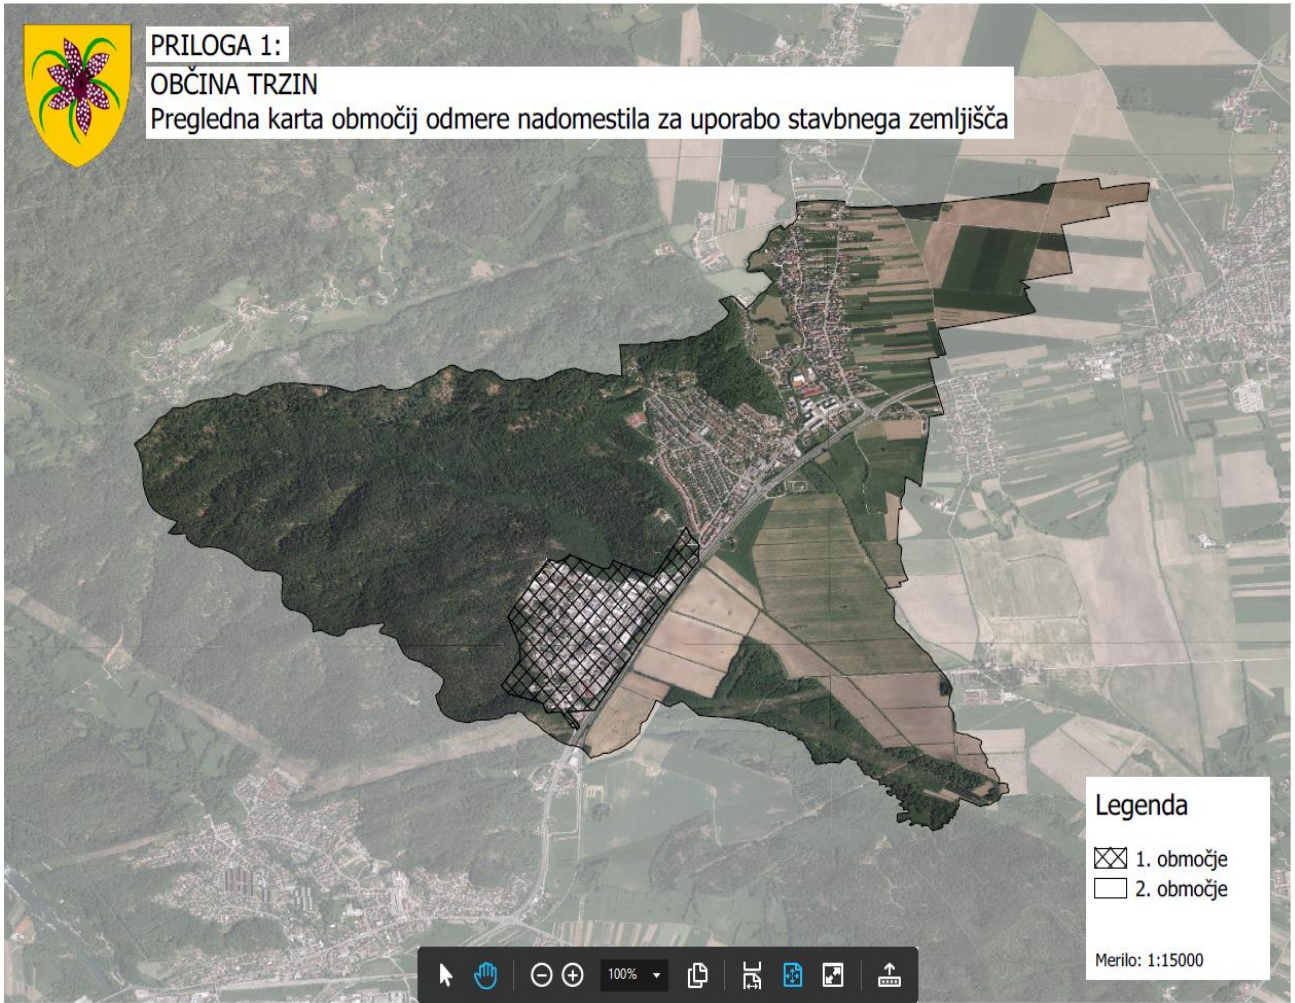 PRILOGA 1:
OBČINA TRZIN
Pregledna karta območij odmere nadomestila za uporabo stavbnega zemljišča
Legenda
1. območje
2. območje
Merilo: 1:15000
100%